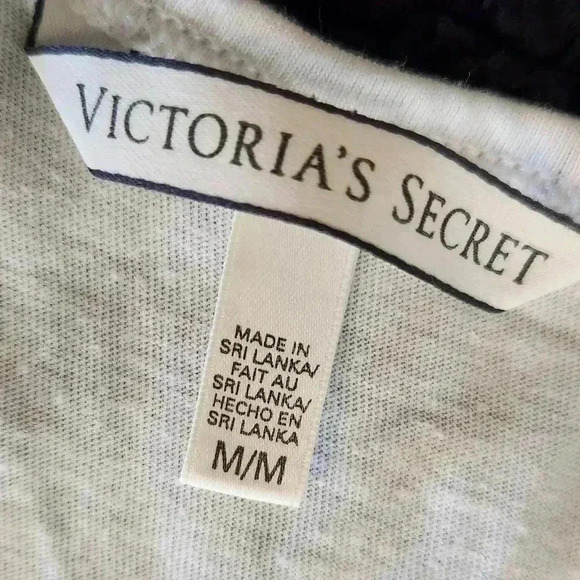 VICTORIA'S SECRET
MADE IN
SRI LANKA/
FAIT AU
SRI LANKA/
HECHO EN
SRI LANKA
M/M